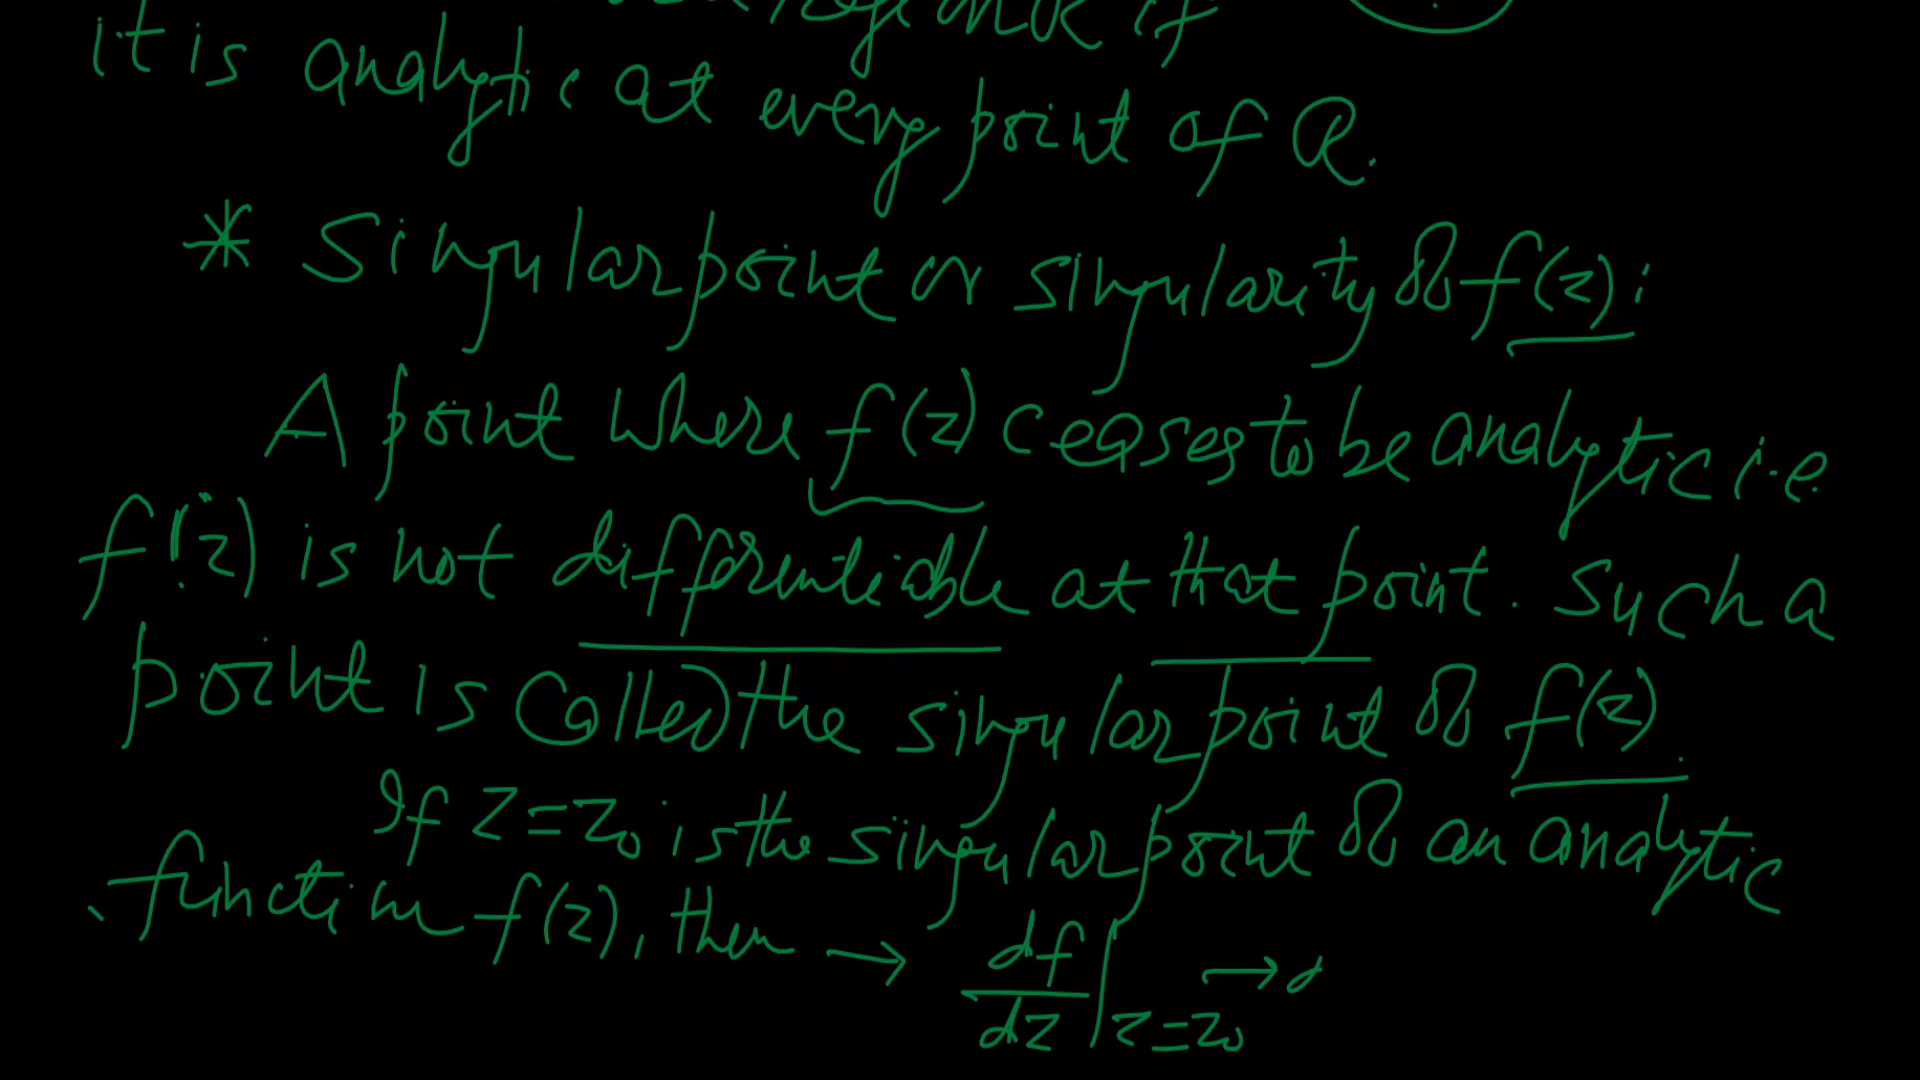 if
it is analytic at every point of R.
* Singular point or singularity of f(z):
A point where f(z) ceases to be analytic i.e.
f(z) is not differentiable at that point. Such a
point is called the singular point of f(z).
If z=z₀ is the singular point of an analytic
function f(z), then → df/dz|z=z₀ →